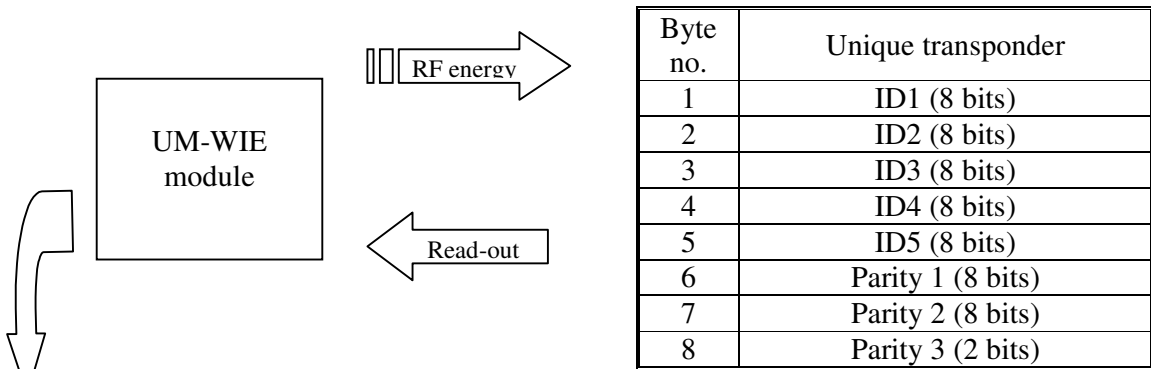 UM-WIE
module
RF energy
Read-out
Byte no. Unique transponder
1 ID1 (8 bits)
2 ID2 (8 bits)
3 ID3 (8 bits)
4 ID4 (8 bits)
5 ID5 (8 bits)
6 Parity 1 (8 bits)
7 Parity 2 (8 bits)
8 Parity 3 (2 bits)